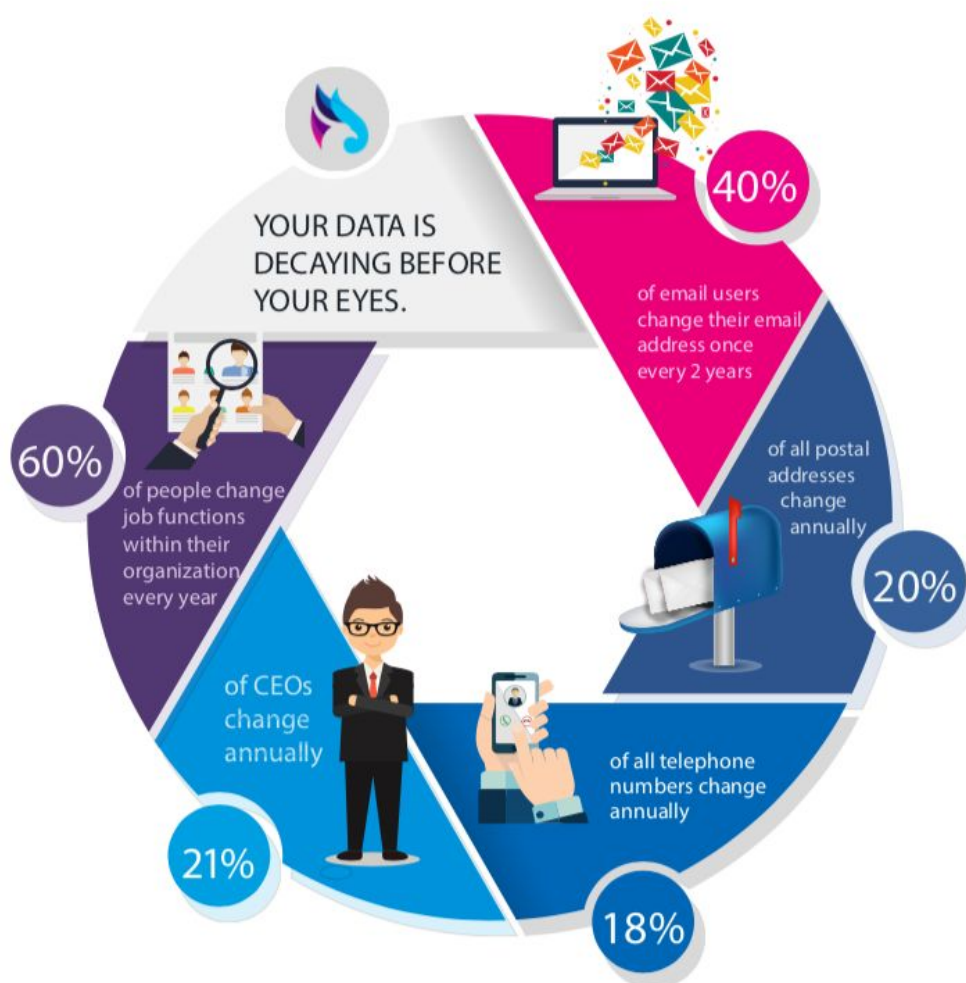 YOUR DATA IS
DECAYING BEFORE
YOUR EYES.
40%
of email users
change their email
address once
every 2 years
of all postal
addresses
change
annually
20%
of all telephone
numbers change
annually
18%
of CEOs
change
annually
21%
60%
of people change
job functions
within their
organization
every year